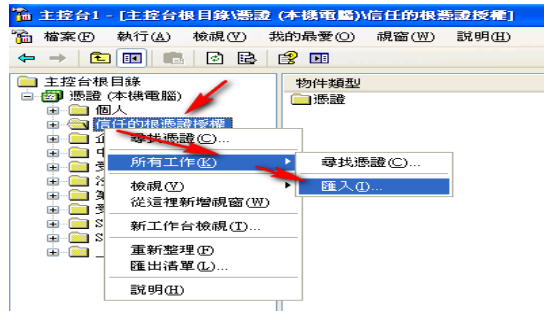 主控台1 - [主控台根目錄\憑證 (本機電腦)\信任的根憑證授權]
檔案(F) 執行(A) 檢視(V) 我的最愛(O) 視窗(W) 說明(H)
主控台根目錄
憑證 (本機電腦)
個人
信任的根憑證授權
物件類型
憑證
尋找憑證(C)...
所有工作(K)
檢視(V)
從這裡新增視窗(W)
新工作台檢視(T)...
重新整理(F)
匯出清單(L)...
說明(H)
尋找憑證(C)...
匯入(I)...